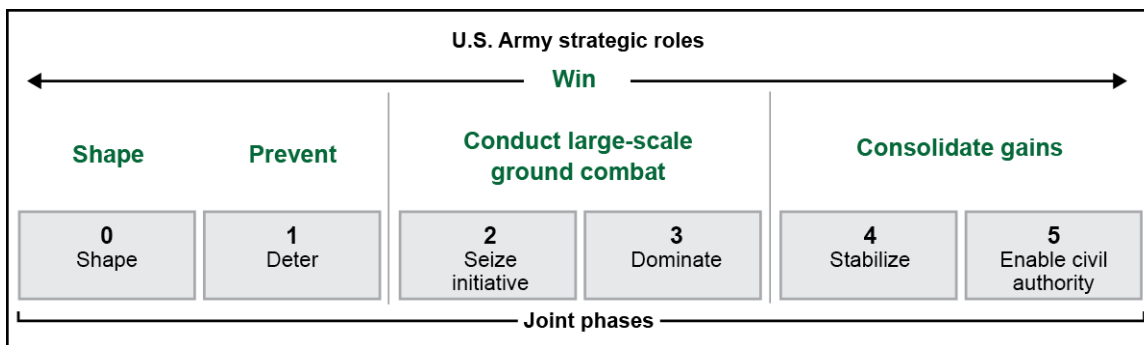 U.S. Army strategic roles
Win
Shape
Prevent
Conduct large-scale
ground combat
Consolidate gains
0
Shape
1
Deter
2
Seize
initiative
3
Dominate
4
Stabilize
5
Enable civil
authority
Joint phases